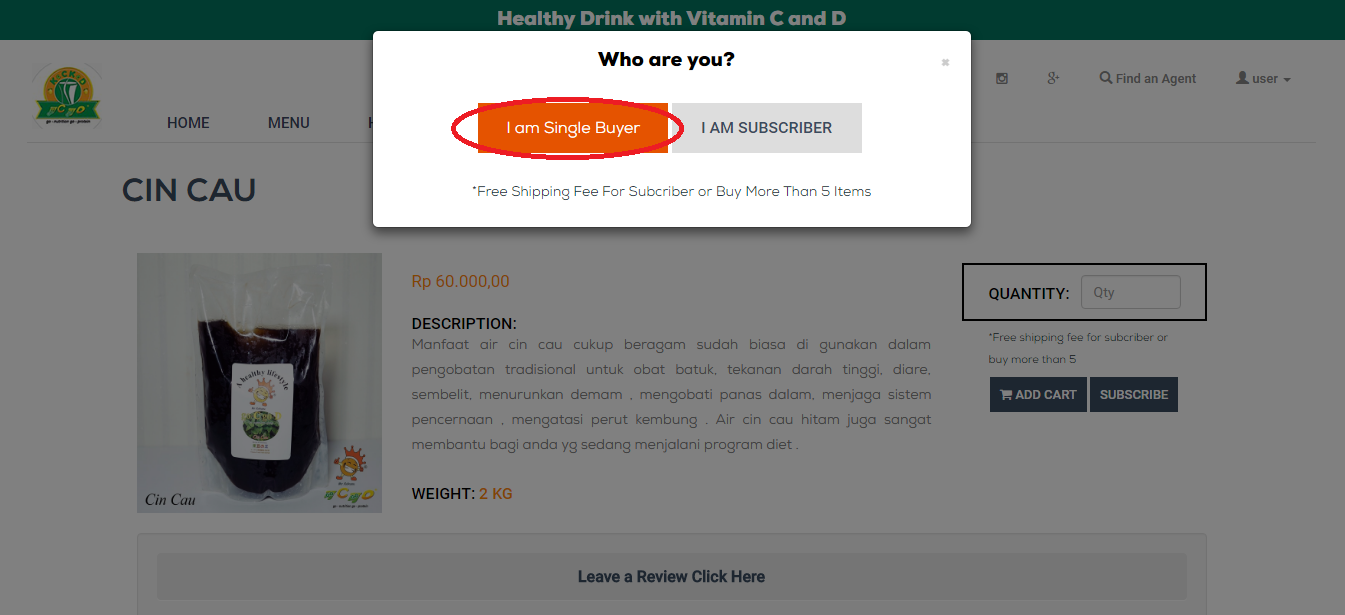 Healthy Drink with Vitamin C and D
Who are you?
×
I am Single Buyer
I AM SUBSCRIBER
*Free Shipping Fee For Subcriber or Buy More Than 5 Items
Find an Agent
user
HOME
MENU
CIN CAU
Rp 60.000,00
DESCRIPTION:
Manfaat air cin cau cukup beragam sudah biasa di gunakan dalam
pengobatan tradisional untuk obat batuk, tekanan darah tinggi, diare,
sembelit, menurunkan demam , mengobati panas dalam, menjaga sistem
pencernaan , mengatasi perut kembung . Air cin cau hitam juga sangat
membantu bagi anda yg sedang menjalani program diet .
WEIGHT: 2 KG
A healthy lifestyle
Cin Cau
QUANTITY:
Qty
*Free shipping fee for subcriber or
buy more than 5
ADD CART
SUBSCRIBE
Leave a Review Click Here